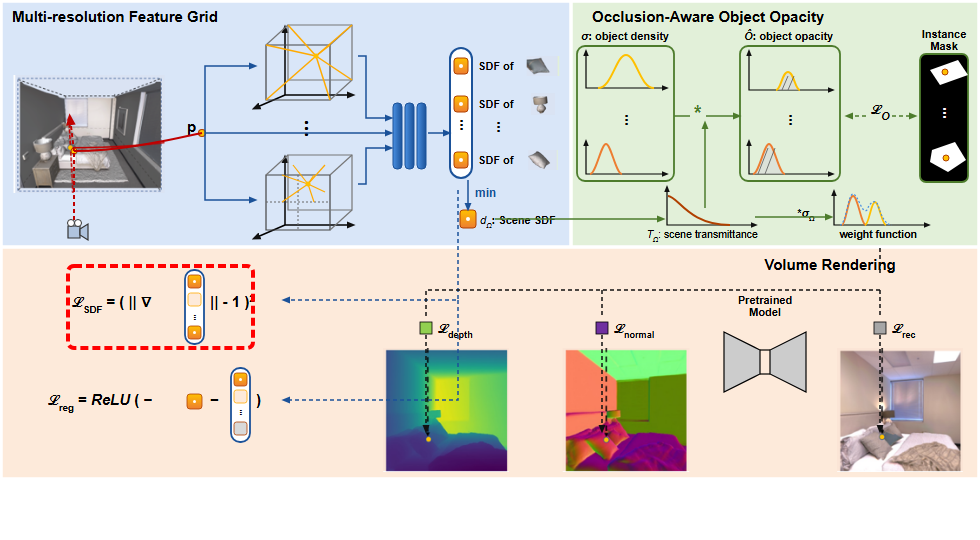 Multi-resolution Feature Grid
p
SDF of
SDF of
SDF of
min
d_Ω: Scene SDF
Occlusion-Aware Object Opacity
σ: object density
Ô: object opacity
Instance
Mask
*
ℒ_O
T_Ω: scene transmittance
*σ_Ω
weight function
Volume Rendering
ℒ_SDF = ( || ∇ || - 1 )²
ℒ_reg = ReLU ( − − )
ℒ_depth
ℒ_normal
Pretrained
Model
ℒ_rec